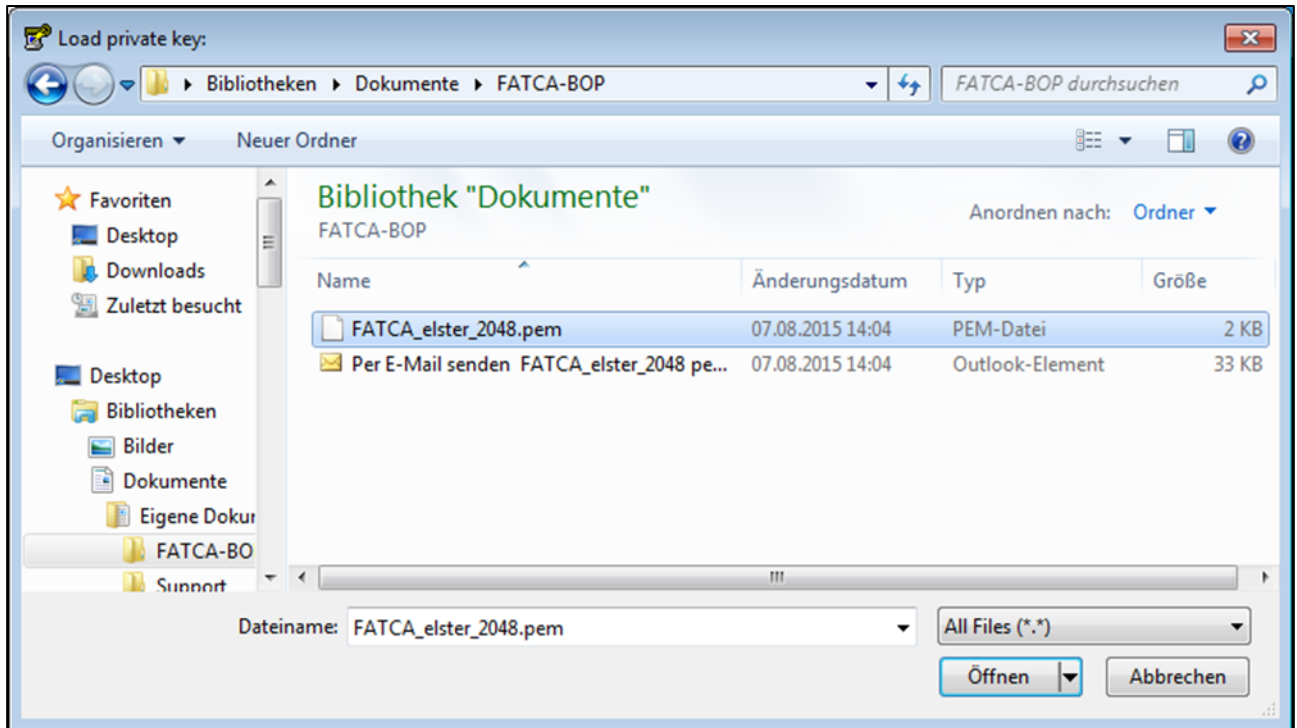 Load private key:
Bibliotheken Dokumente FATCA-BOP
FATCA-BOP durchsuchen
Organisieren Neuer Ordner
Favoriten
Desktop
Downloads
Zuletzt besucht
Desktop
Bibliotheken
Bilder
Dokumente
Eigene Dokur
FATCA-BO
Support
Bibliothek "Dokumente"
FATCA-BOP
Anordnen nach: Ordner
Name Änderungsdatum Typ Größe
FATCA_elster_2048.pem 07.08.2015 14:04 PEM-Datei 2 KB
Per E-Mail senden FATCA_elster_2048 pe... 07.08.2015 14:04 Outlook-Element 33 KB
Dateiname: FATCA_elster_2048.pem All Files (*.*)
Öffnen Abbrechen